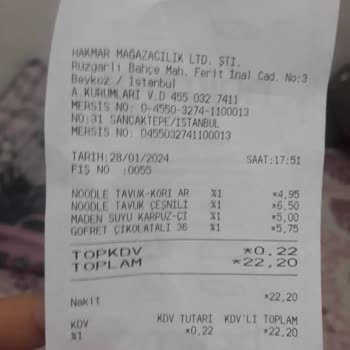 HAKMAR MAĞAZACILIK LTD. ŞTİ.
Rüzgarlı Bahçe Mah. Ferit İnal Cad. No:3
Beykoz / İstanbul
A.KURUMLARI V.D 455 032 7411
MERSİS NO: 0-4550-3274-1100013
NO:31 SANCAKTEPE/İSTANBUL
MERSİS NO: 0455032741100013
TARİH:28/01/2024 SAAT:17:51
FİŞ NO :0055
NOODLE TAVUK-KÖRİ AR %1 *4,95
NOODLE TAVUK ÇEŞNİLİ %1 *6,50
MADEN SUYU KARPUZ-Çİ %1 *5,00
GOFRET ÇİKOLATALI 36 %1 *5,75
TOPKDV *0,22
TOPLAM *22,20
Nakit *22,20
KDV KDV TUTARI KDV'Lİ TOPLAM
%1 *0,22 *22,20